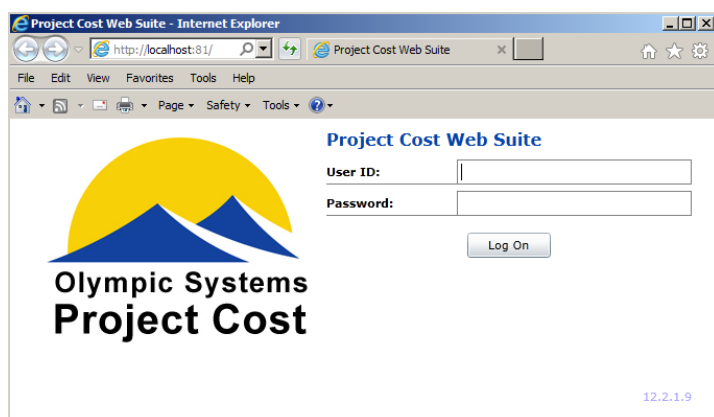 Project Cost Web Suite - Internet Explorer
http://localhost:81/ Project Cost Web Suite
File Edit View Favorites Tools Help
Page Safety Tools
Project Cost Web Suite
User ID:
Password:
Log On
Olympic Systems
Project Cost
12.2.1.9